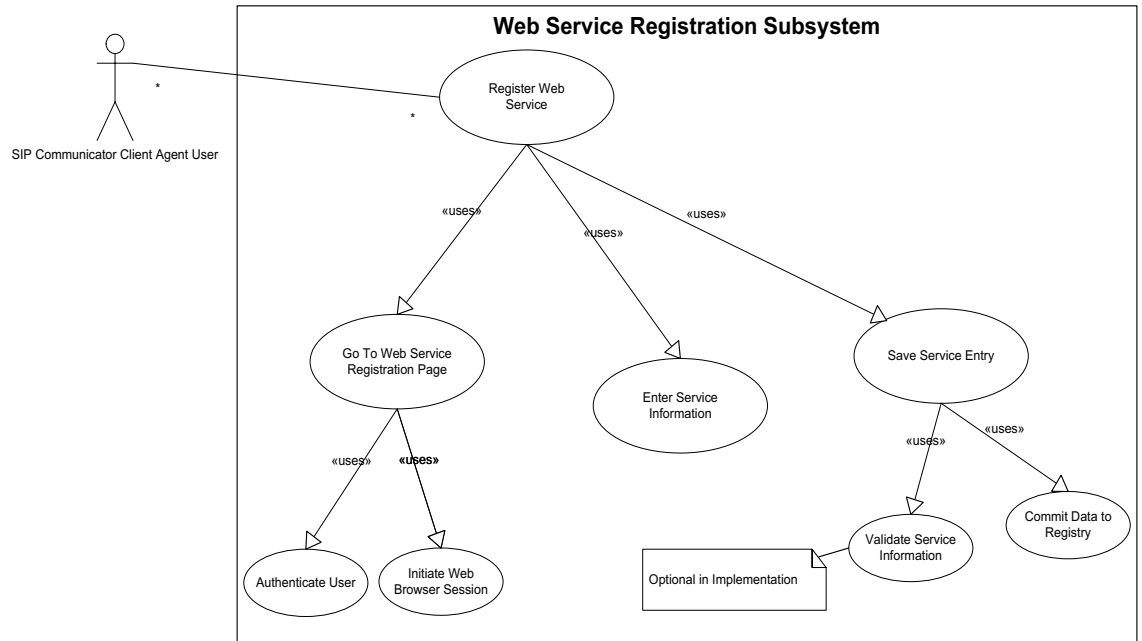 Web Service Registration Subsystem
Register Web
Service
*
*
SIP Communicator Client Agent User
«uses»
«uses»
«uses»
Go To Web Service
Registration Page
Enter Service
Information
Save Service Entry
«uses»
«uses»
«uses»
«uses»
Authenticate User
Initiate Web
Browser Session
Optional in Implementation
Validate Service
Information
Commit Data to
Registry